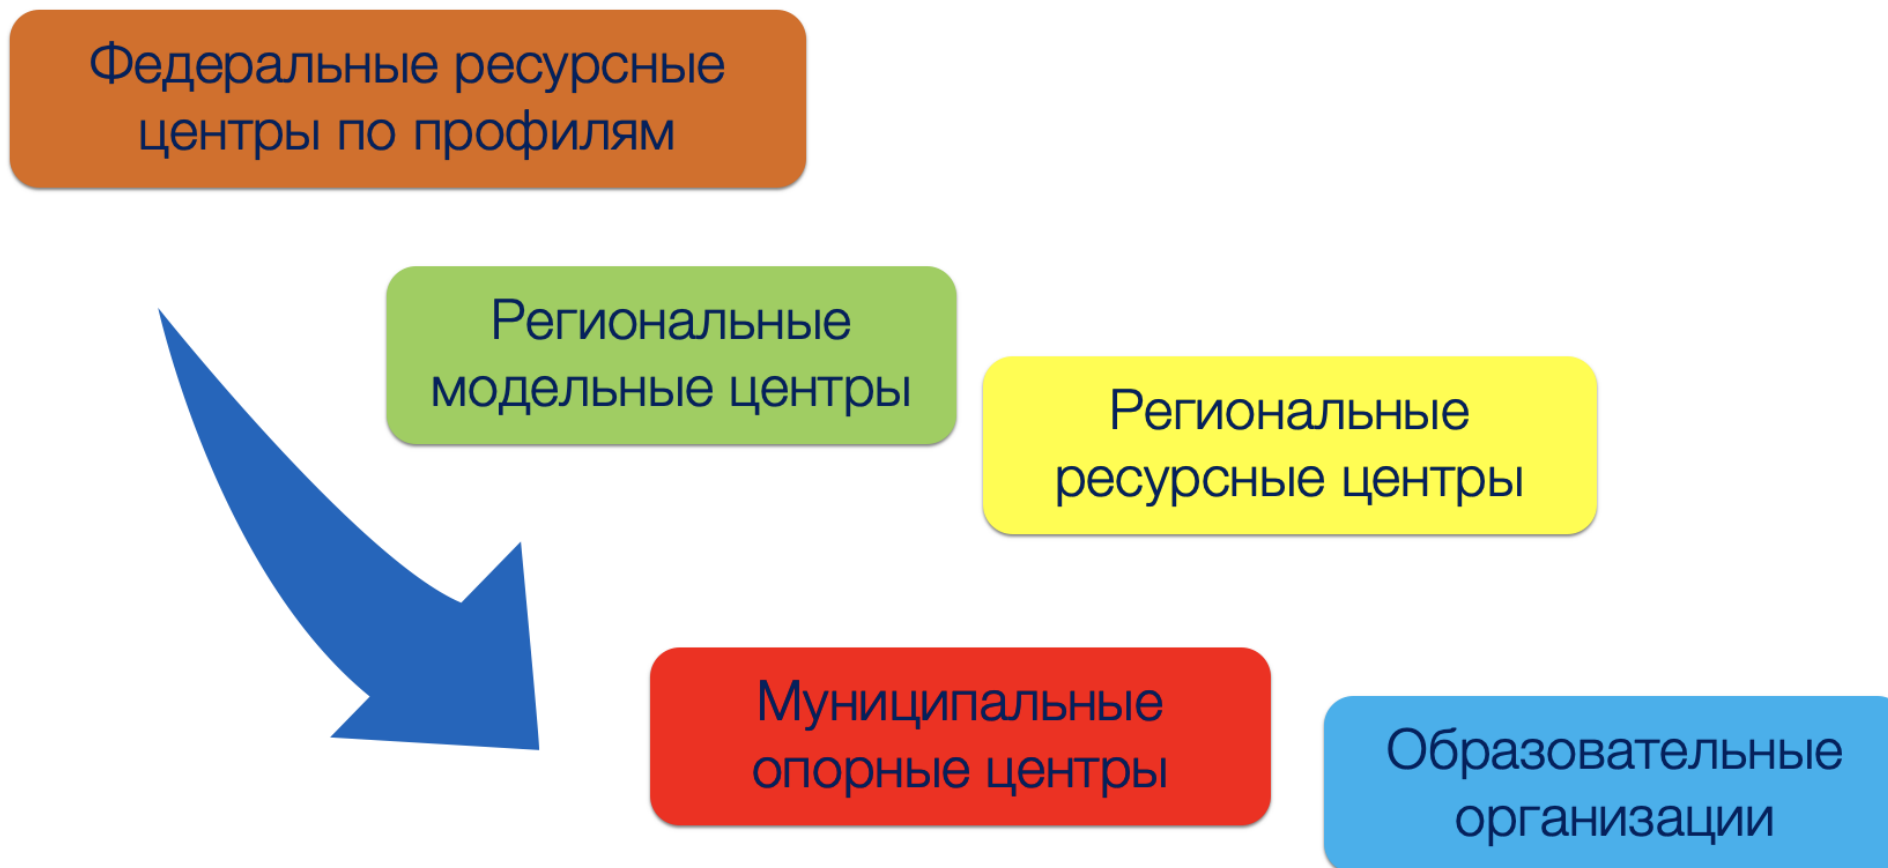 Федеральные ресурсные
центры по профилям
Региональные
модельные центры
Региональные
ресурсные центры
Муниципальные
опорные центры
Образовательные
организации